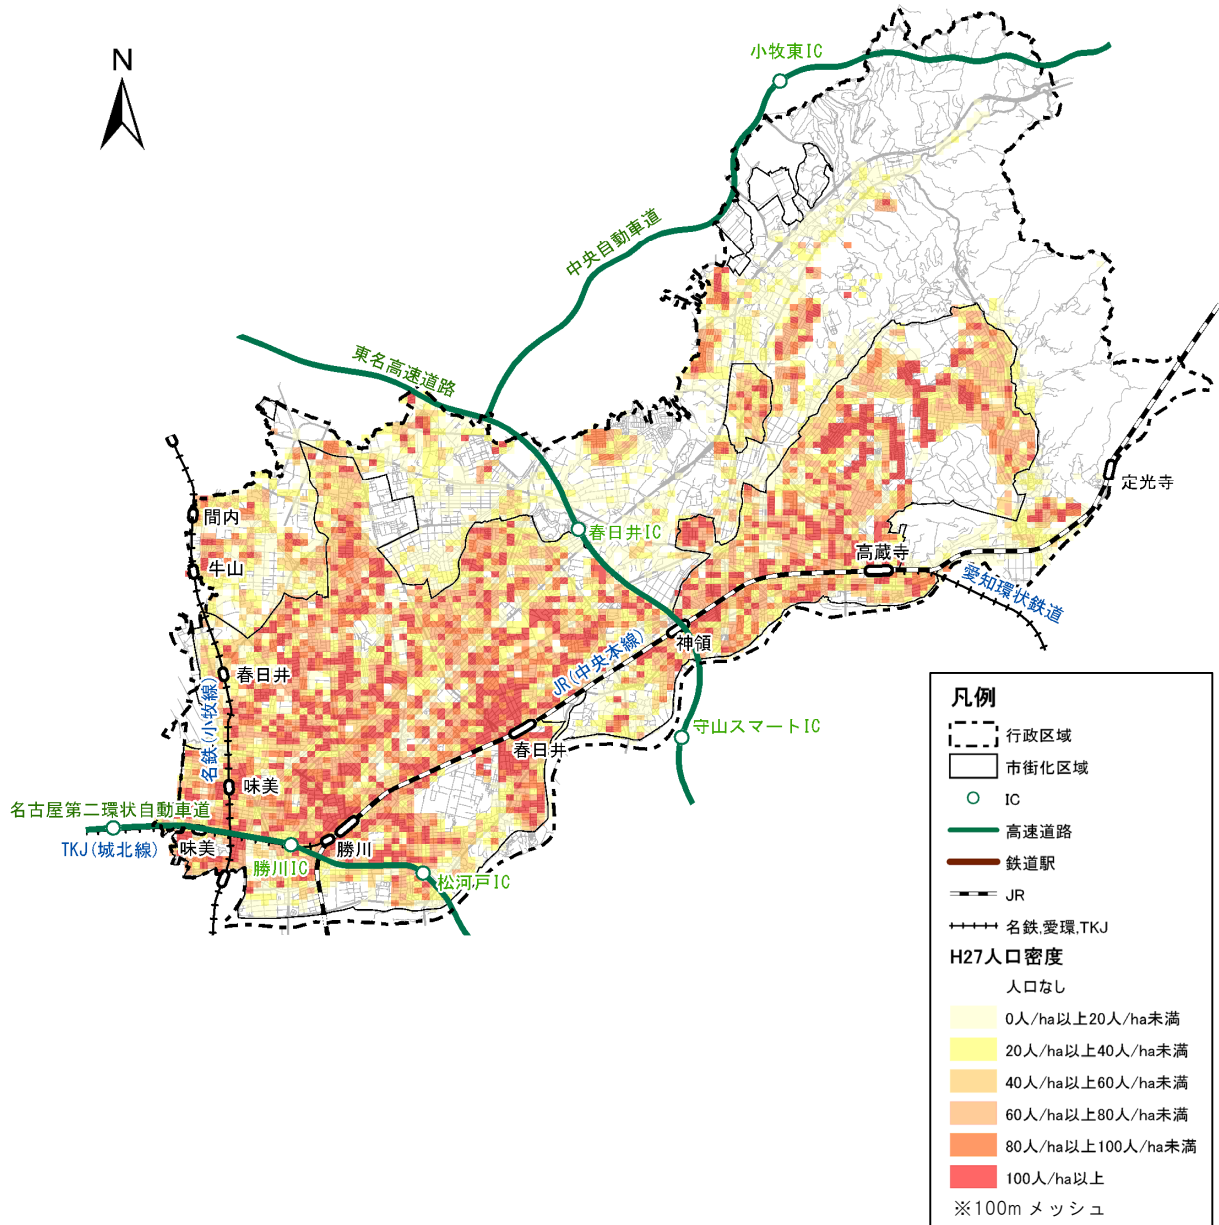 N
小牧東IC
中央自動車道
東名高速道路
定光寺
間内
春日井IC
高蔵寺
牛山
愛知環状鉄道
神領
JR(中央本線)
春日井
名鉄(小牧線)
守山スマートIC
春日井
味美
名古屋第二環状自動車道
TKJ(城北線)
味美
勝川
勝川IC
松河戸IC
凡例
行政区域
市街化区域
IC
高速道路
鉄道駅
JR
名鉄,愛環,TKJ
H27人口密度
人口なし
0人/ha以上20人/ha未満
20人/ha以上40人/ha未満
40人/ha以上60人/ha未満
60人/ha以上80人/ha未満
80人/ha以上100人/ha未満
100人/ha以上
※100m メッシュ